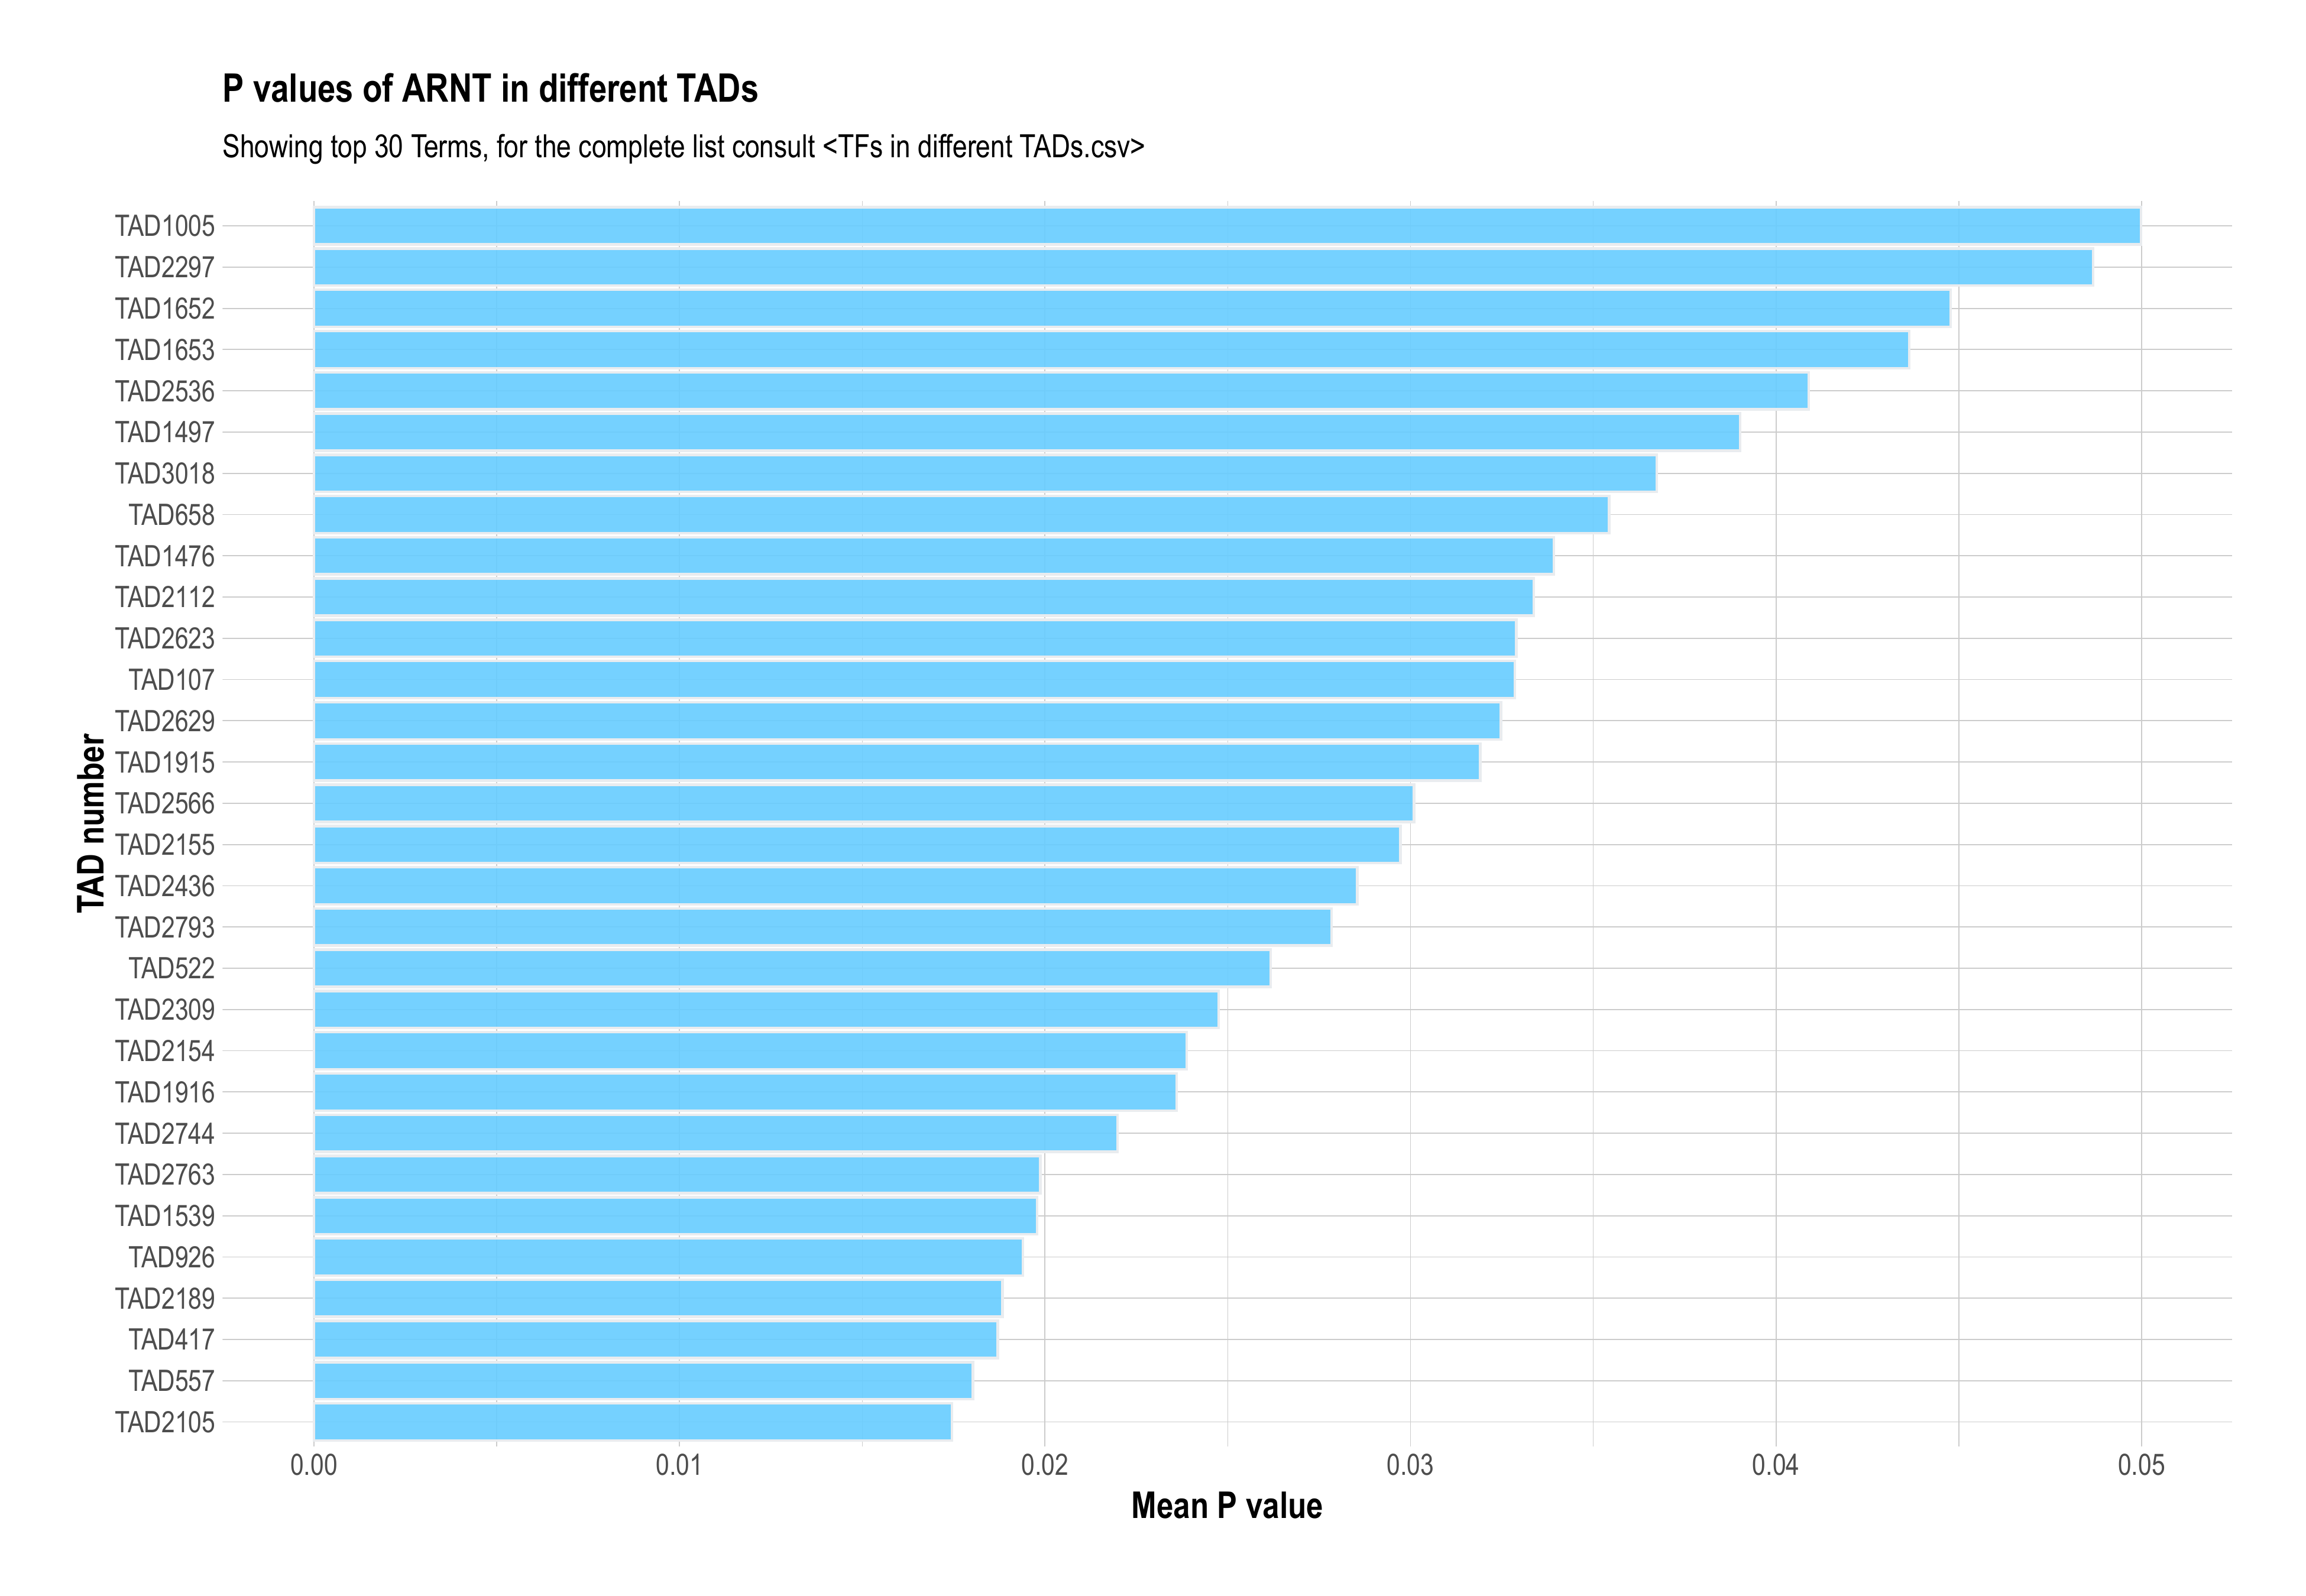 P values of ARNT in different TADs
Showing top 30 Terms, for the complete list consult <TFs in different TADs.csv>
TAD number
TAD1005
TAD2297
TAD1652
TAD1653
TAD2536
TAD1497
TAD3018
TAD658
TAD1476
TAD2112
TAD2623
TAD107
TAD2629
TAD1915
TAD2566
TAD2155
TAD2436
TAD2793
TAD522
TAD2309
TAD2154
TAD1916
TAD2744
TAD2763
TAD1539
TAD926
TAD2189
TAD417
TAD557
TAD2105
0.00 0.01 0.02 0.03 0.04 0.05
Mean P value